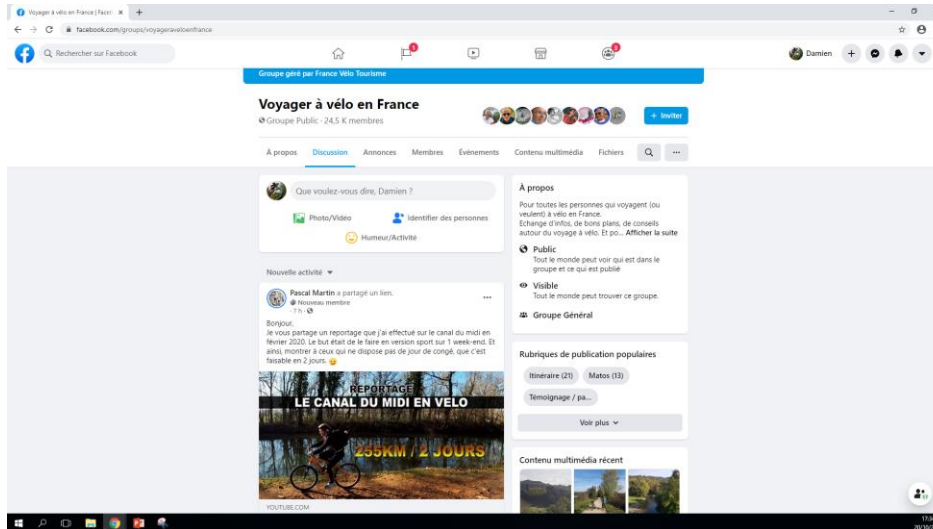 Voyager à vélo en France | Face
facebook.com/groups/voyageraveloenfrance
Rechercher sur Facebook
Damien
Groupe géré par France Vélo Tourisme
Voyager à vélo en France
Groupe Public · 24,5 K membres
+ Inviter
À propos Discussion Annonces Membres Événements Contenu multimédia Fichiers
Que voulez-vous dire, Damien ?
Photo/Vidéo
Identifier des personnes
Humeur/Activité
Nouvelle activité
Pascal Martin a partagé un lien.
Nouveau membre
· 7 h ·
Bonjour,
Je vous partage un reportage que j'ai effectué sur le canal du midi en
février 2020. Le but était de le faire en version sport sur 1 week-end. Et
ainsi, montrer à ceux qui ne dispose pas de jour de congé, que c'est
faisable en 2 jours.
REPORTAGE
LE CANAL DU MIDI EN VELO
255KM / 2 JOURS
YOUTUBE.COM
À propos
Pour toutes les personnes qui voyagent (ou
veulent) à vélo en France.
Echange d'infos, de bons plans, de conseils
autour du voyage à vélo. Et po... Afficher la suite
Public
Tout le monde peut voir qui est dans le
groupe et ce qui est publié
Visible
Tout le monde peut trouver ce groupe.
Groupe Général
Rubriques de publication populaires
Itinéraire (21) Matos (13)
Témoignage / pa...
Voir plus
Contenu multimédia récent